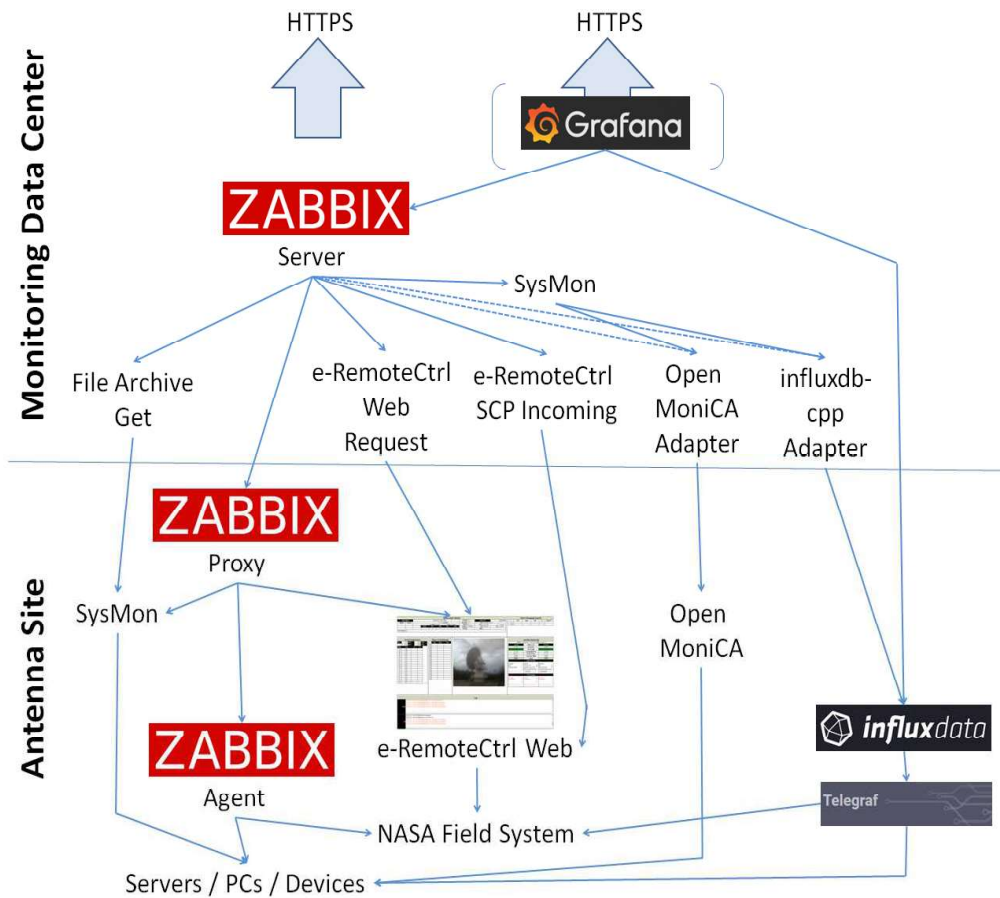 HTTPS
HTTPS
Monitoring Data Center
Grafana
ZABBIX
Server
SysMon
File Archive
Get
e-RemoteCtrl
Web
Request
e-RemoteCtrl
SCP Incoming
Open
MoniCA
Adapter
influxdb-
cpp
Adapter
Antenna Site
ZABBIX
Proxy
SysMon
Open
MoniCA
ZABBIX
Agent
e-RemoteCtrl Web
influxdata
Telegraf
NASA Field System
Servers / PCs / Devices